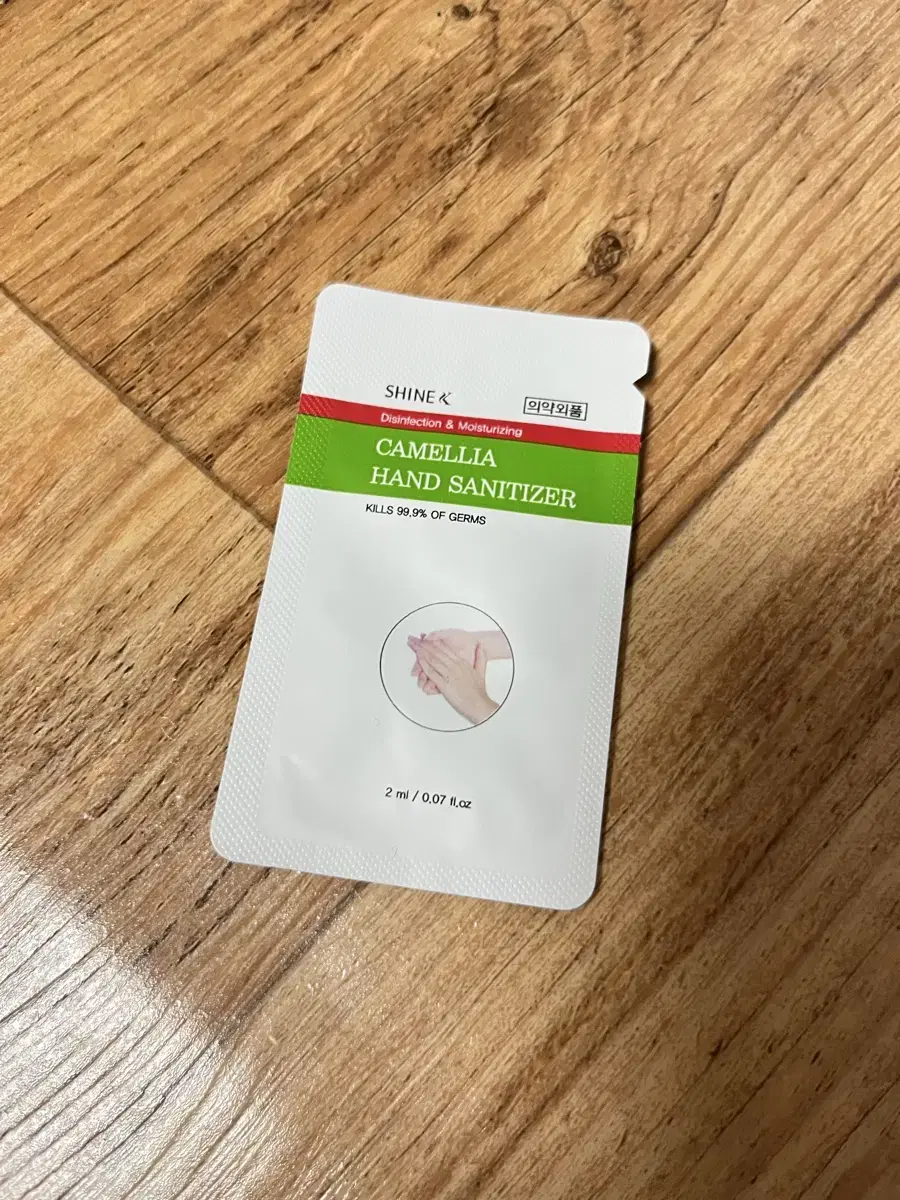 SHINE K
의약외품
Disinfection & Moisturizing
CAMELLIA
HAND SANITIZER
KILLS 99.9% OF GERMS
2 ml / 0.07 fl.oz